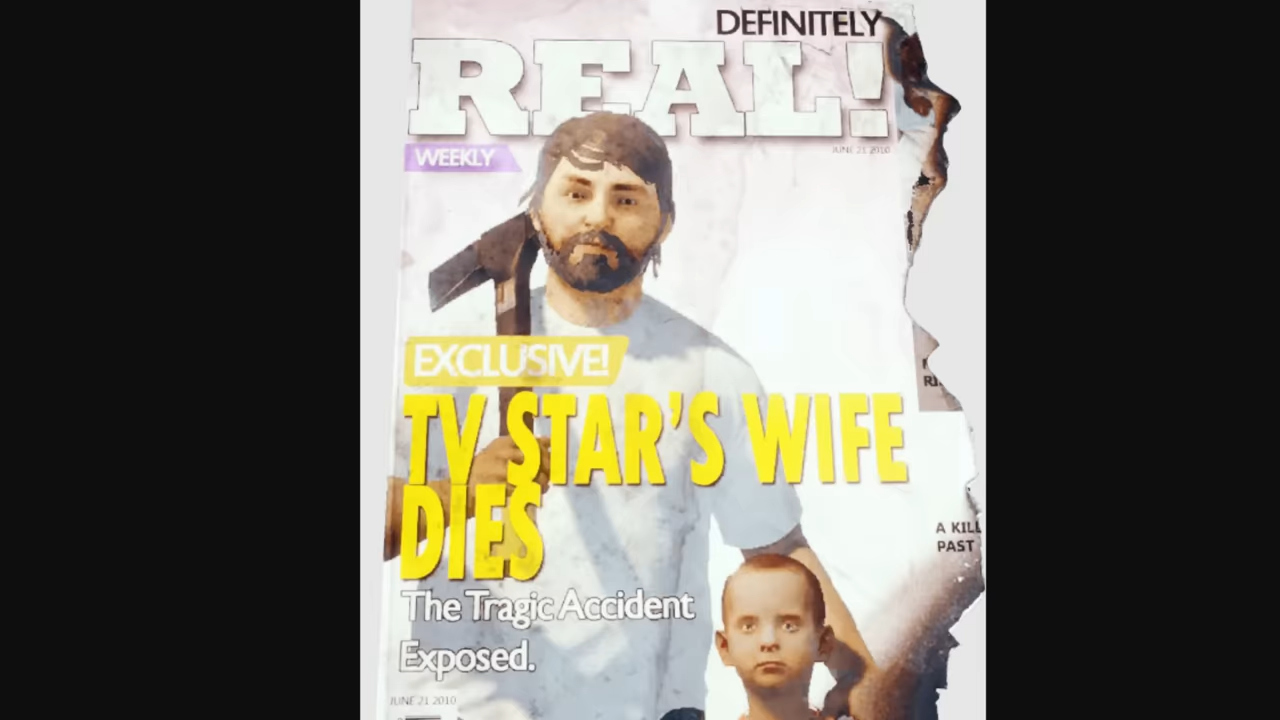 DEFINITELY
REAL!
WEEKLY
JUNE 21 2010
EXCLUSIVE!
TV STAR'S WIFE
DIES
A KILL
PAST
The Tragic Accident
Exposed.
JUNE 21 2010